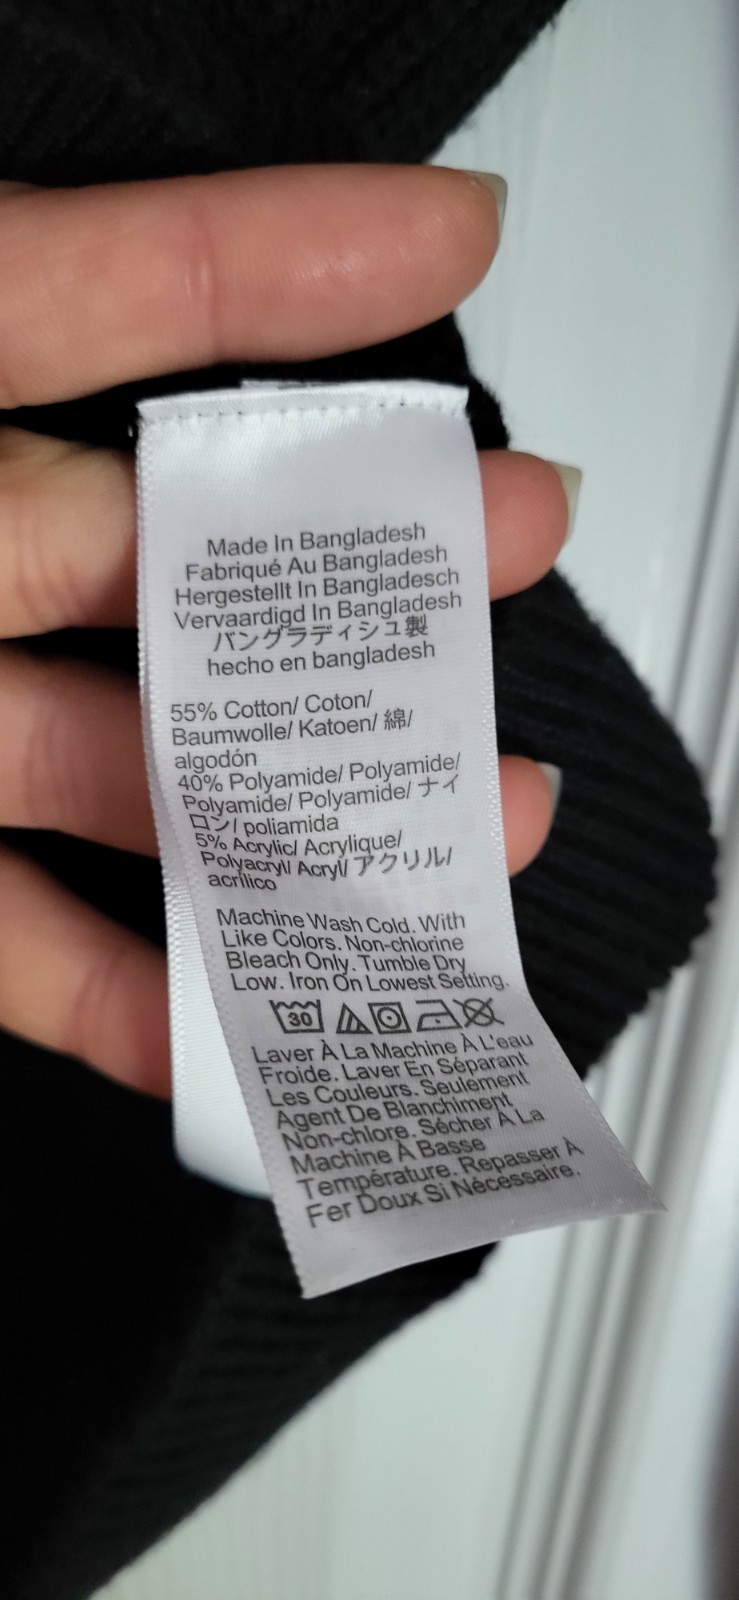 Made In Bangladesh
Fabriqué Au Bangladesh
Hergestellt In Bangladesch
Vervaardigd In Bangladesh
バングラディシュ製
hecho en bangladesh
55% Cotton/ Coton/
Baumwolle/ Katoen/ 綿/
algodón
40% Polyamide/ Polyamide/
Polyamide/ Polyamide/ ナイ
ロン/ poliamida
5% Acrylic/ Acrylique/
Polyacryl/ Acryl/ アクリル/
acrílico
Machine Wash Cold. With
Like Colors. Non-chlorine
Bleach Only. Tumble Dry
Low. Iron On Lowest Setting.
30
Laver À La Machine À L'eau
Froide. Laver En Séparant
Les Couleurs. Seulement
Agent De Blanchiment
Non-chlore. Sécher À La
Machine À Basse
Température. Repasser À
Fer Doux Si Nécessaire.